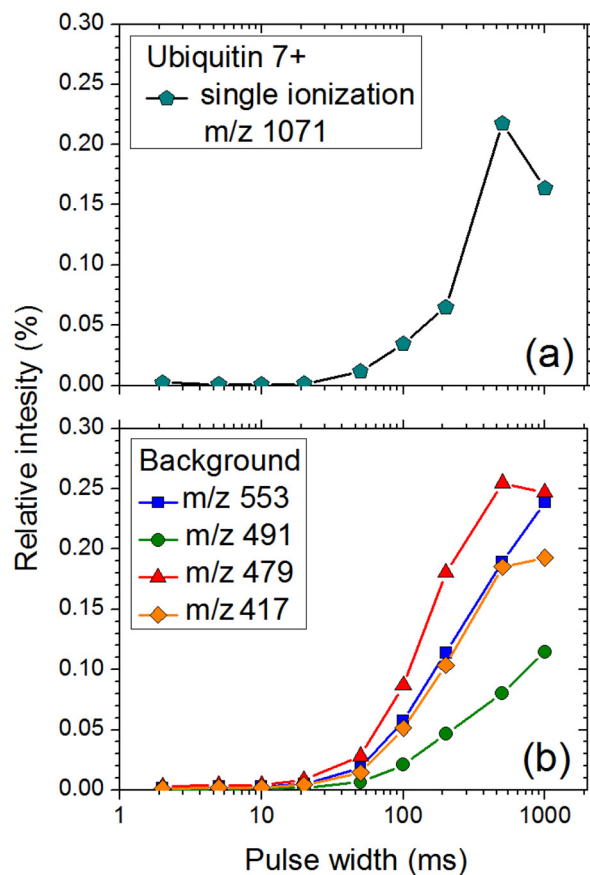 0.30
Ubiquitin 7+
single ionization
m/z 1071
0.25
0.20
0.15
0.10
0.05
0.00
(a)
Relative intesity (%)
0.30
Background
m/z 553
m/z 491
m/z 479
m/z 417
0.25
0.20
0.15
0.10
0.05
0.00
(b)
1 10 100 1000
Pulse width (ms)